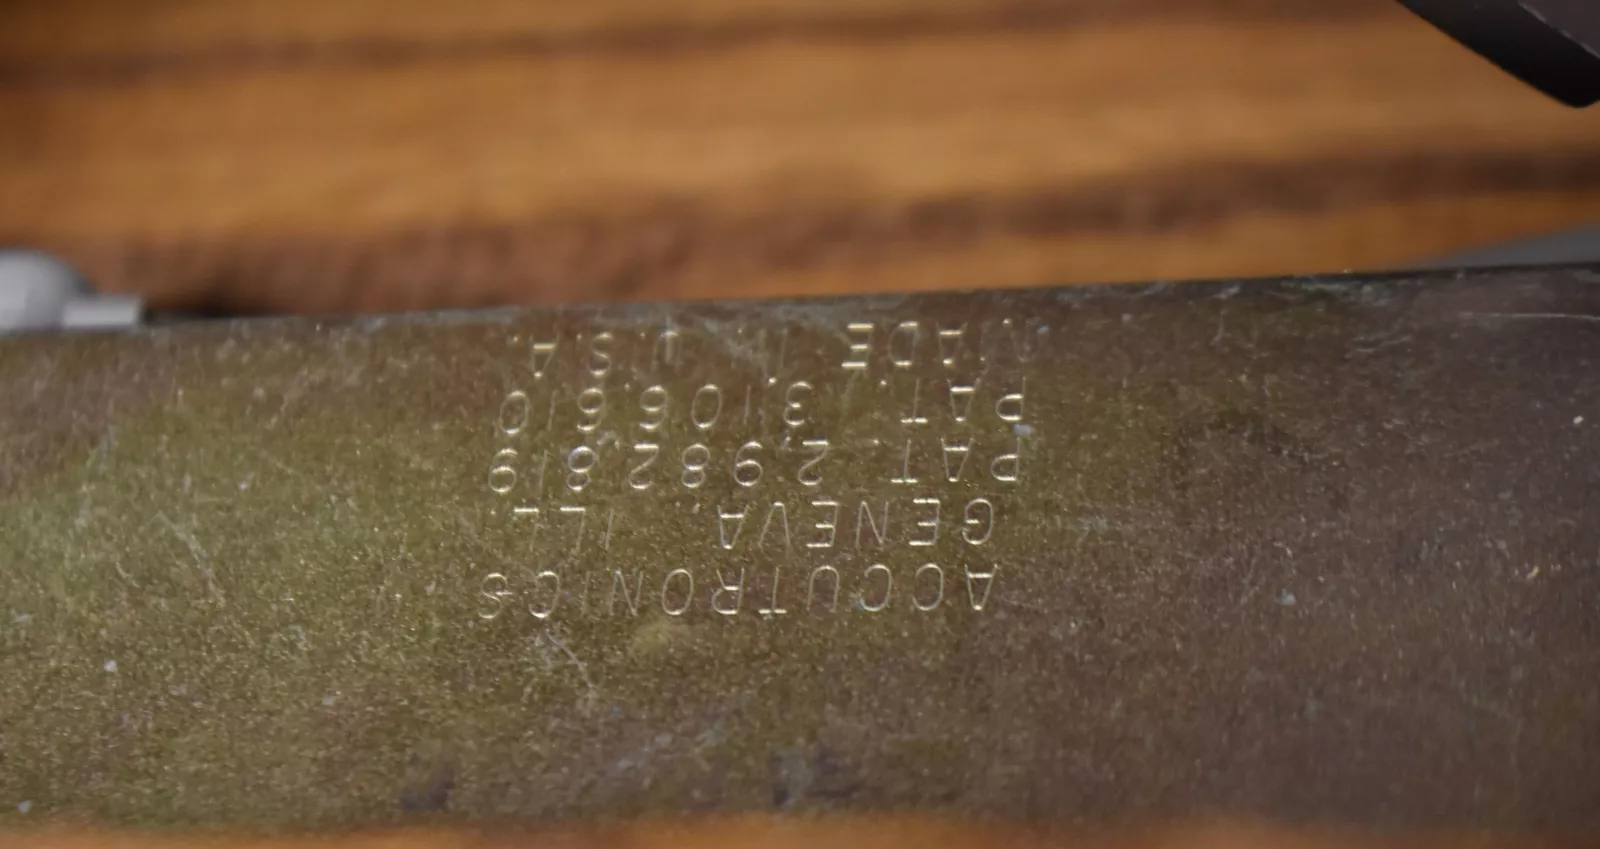 ACCUTRONICS
GENEVA, ILL.
PAT. 2,982,819
PAT. 3,106,610
MADE IN U.S.A.